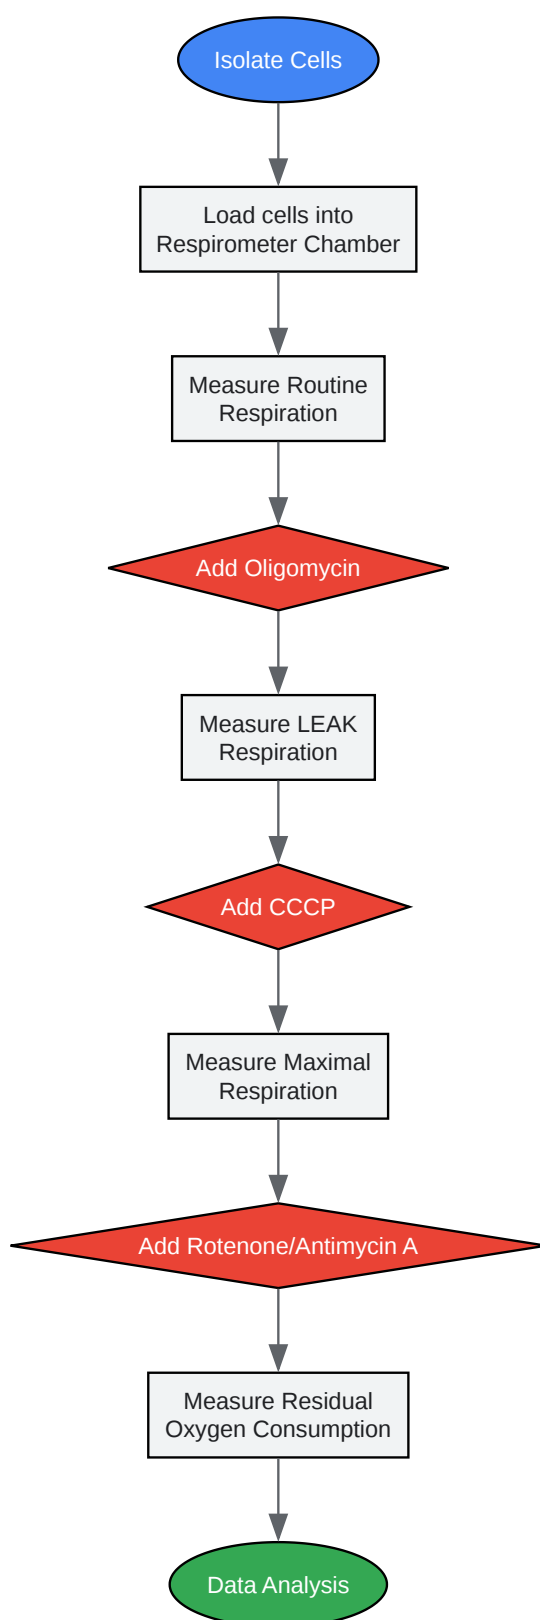 Isolate Cells
Load cells into
Respirometer Chamber
Measure Routine
Respiration
Add Oligomycin
Measure LEAK
Respiration
Add CCCP
Measure Maximal
Respiration
Add Rotenone/Antimycin A
Measure Residual
Oxygen Consumption
Data Analysis